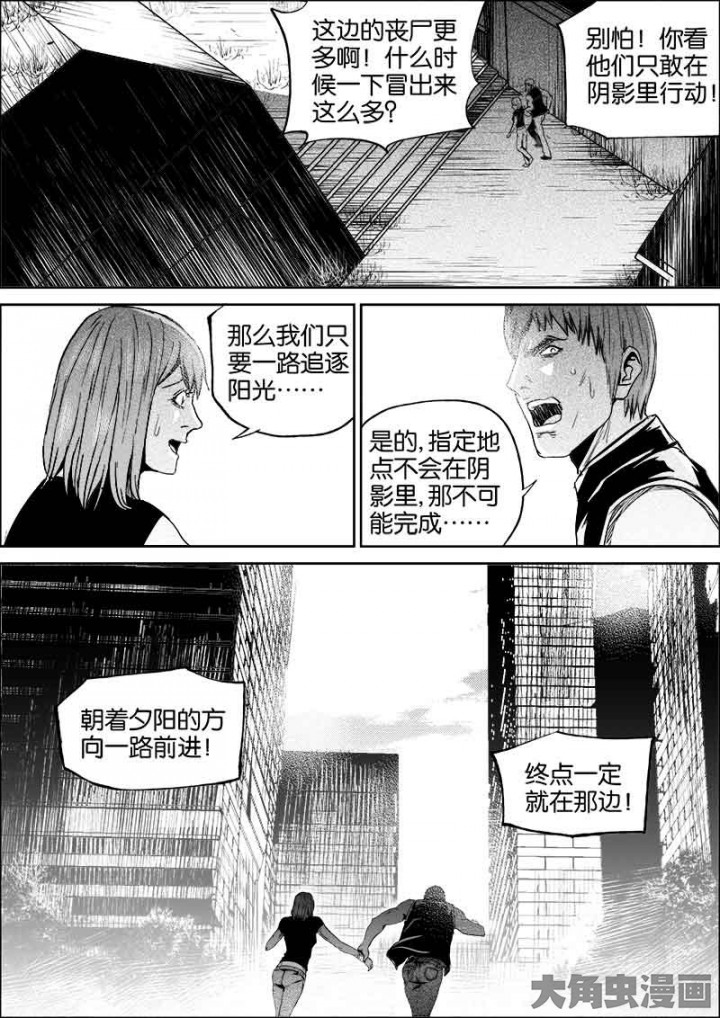 这边的丧尸更
多啊！什么时
候一下冒出来
这么多？
别怕！你看
他们只敢在
阴影里行动！
那么我们只
要一路追逐
阳光……
是的，指定地
点不会在阴
影里，那不可
能完成……
朝着夕阳的方
向一路前进！
终点一定
就在那边！
大角虫漫画